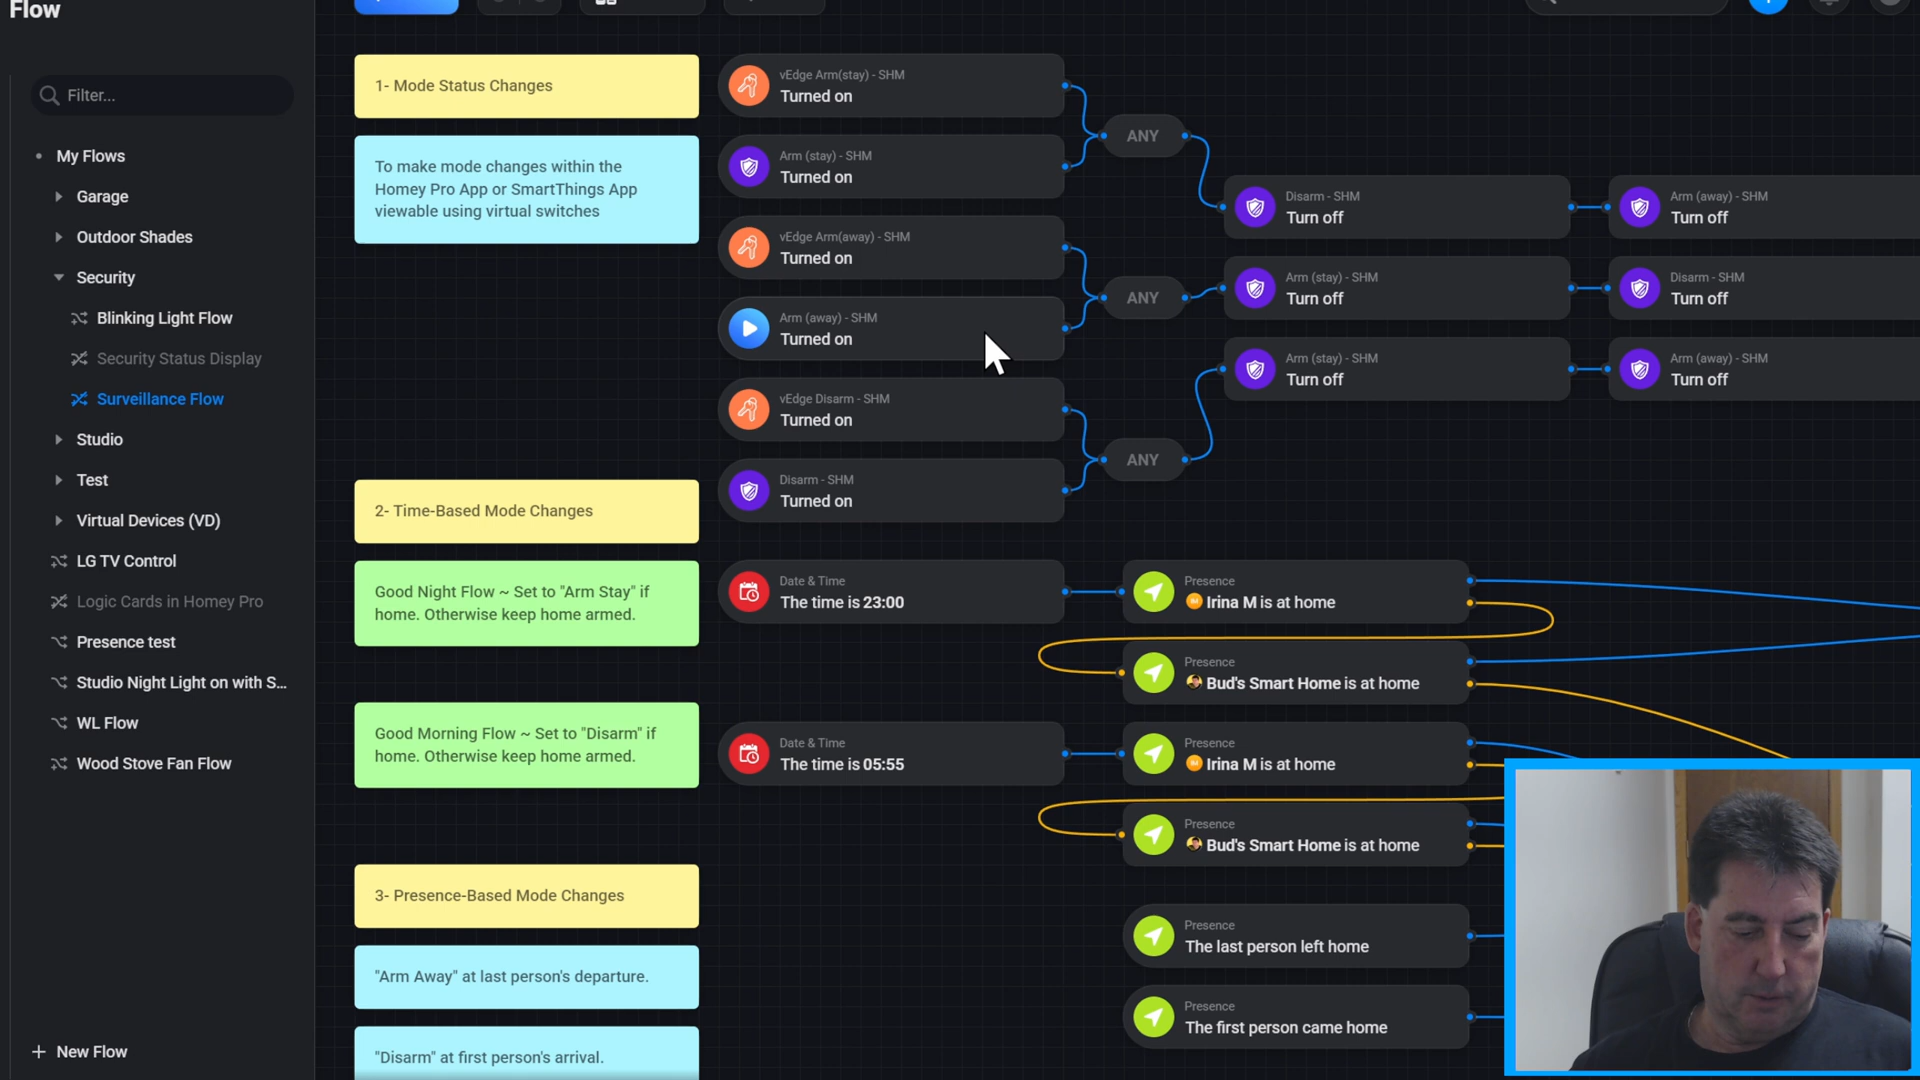 Flow
Filter...
My Flows
Garage
Outdoor Shades
Security
Blinking Light Flow
Security Status Display
Surveillance Flow
Studio
Test
Virtual Devices (VD)
LG TV Control
Logic Cards in Homey Pro
Presence test
Studio Night Light on with S...
WL Flow
Wood Stove Fan Flow
New Flow
1- Mode Status Changes
To make mode changes within the
Homey Pro App or SmartThings App
viewable using virtual switches
2- Time-Based Mode Changes
Good Night Flow ~ Set to "Arm Stay" if
home. Otherwise keep home armed.
Good Morning Flow ~ Set to "Disarm" if
home. Otherwise keep home armed.
3- Presence-Based Mode Changes
"Arm Away" at last person's departure.
"Disarm" at first person's arrival.
vEdge Arm(stay) - SHM
Turned on
Arm (stay) - SHM
Turned on
vEdge Arm(away) - SHM
Turned on
Arm (away) - SHM
Turned on
vEdge Disarm - SHM
Turned on
Disarm - SHM
Turned on
ANY
ANY
ANY
Disarm - SHM
Turn off
Arm (away) - SHM
Turn off
Arm (stay) - SHM
Turn off
Disarm - SHM
Turn off
Arm (stay) - SHM
Turn off
Arm (away) - SHM
Turn off
Date & Time
The time is 23:00
Presence
IM Irina M is at home
Presence
Bud's Smart Home is at home
Date & Time
The time is 05:55
Presence
IM Irina M is at home
Presence
Bud's Smart Home is at home
Presence
The last person left home
Presence
The first person came home